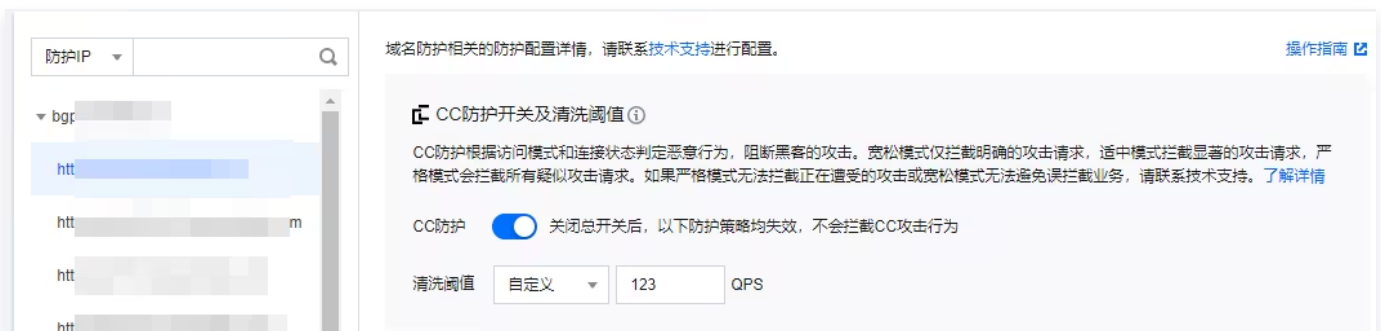 防护IP
域名防护相关的防护配置详情，请联系技术支持进行配置。
操作指南
bgp
CC防护开关及清洗阈值
CC防护根据访问模式和连接状态判定恶意行为，阻断黑客的攻击。宽松模式仅拦截明确的攻击请求，适中模式拦截显著的攻击请求，严
格模式会拦截所有疑似攻击请求。如果严格模式无法拦截正在遭受的攻击或宽松模式无法避免误拦截业务，请联系技术支持。了解详情
htt
htt m
CC防护
关闭总开关后，以下防护策略均失效，不会拦截CC攻击行为
htt
清洗阈值
自定义
123
QPS
htt